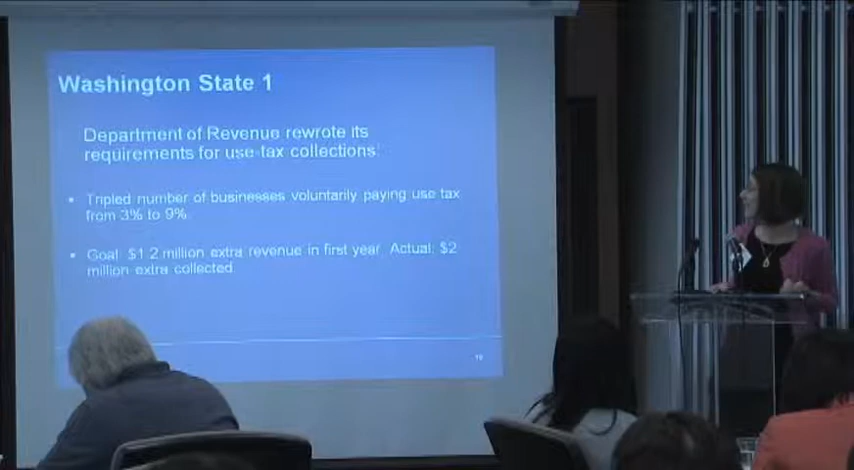 Washington State 1
Department of Revenue rewrote its
requirements for use-tax collections:
• Tripled number of businesses voluntarily paying use tax
from 3% to 9%.
• Goal: $1.2 million extra revenue in first year. Actual: $2
million extra collected